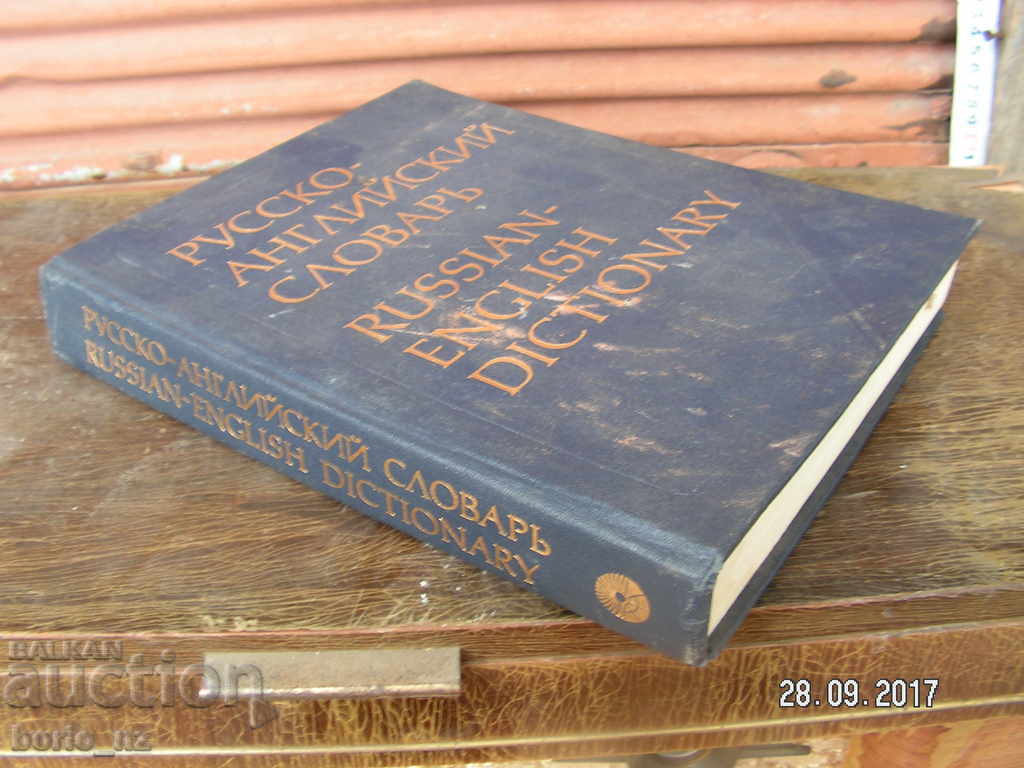 РУССКО-
АНГЛИЙСКИЙ
СЛОВАРЬ
RUSSIAN-
ENGLISH
DICTIONARY
РУССКО-АНГЛИЙСКИЙ СЛОВАРЬ
RUSSIAN-ENGLISH DICTIONARY
BALKAN
auction
borio_nz
28.09.2017